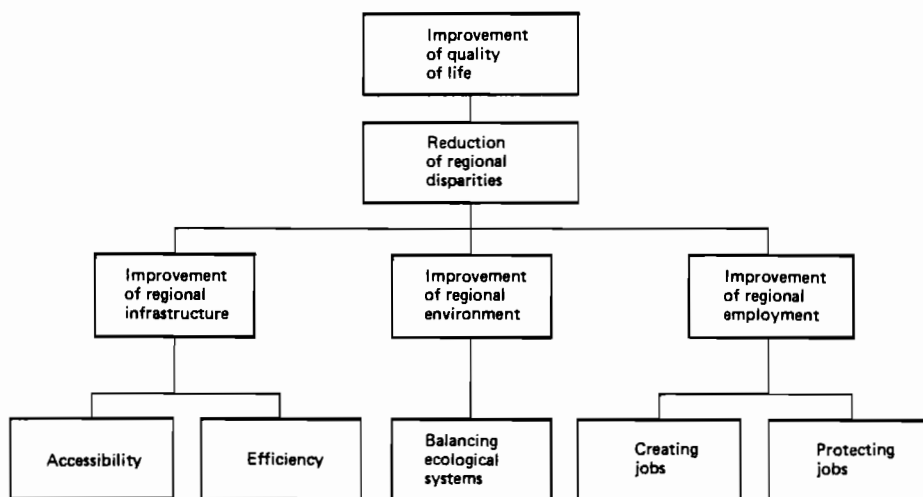 Improvement
of quality
of life
Reduction
of regional
disparities
Improvement
of regional
infrastructure
Improvement
of regional
environment
Improvement
of regional
employment
Accessibility
Efficiency
Balancing
ecological
systems
Creating
jobs
Protecting
jobs